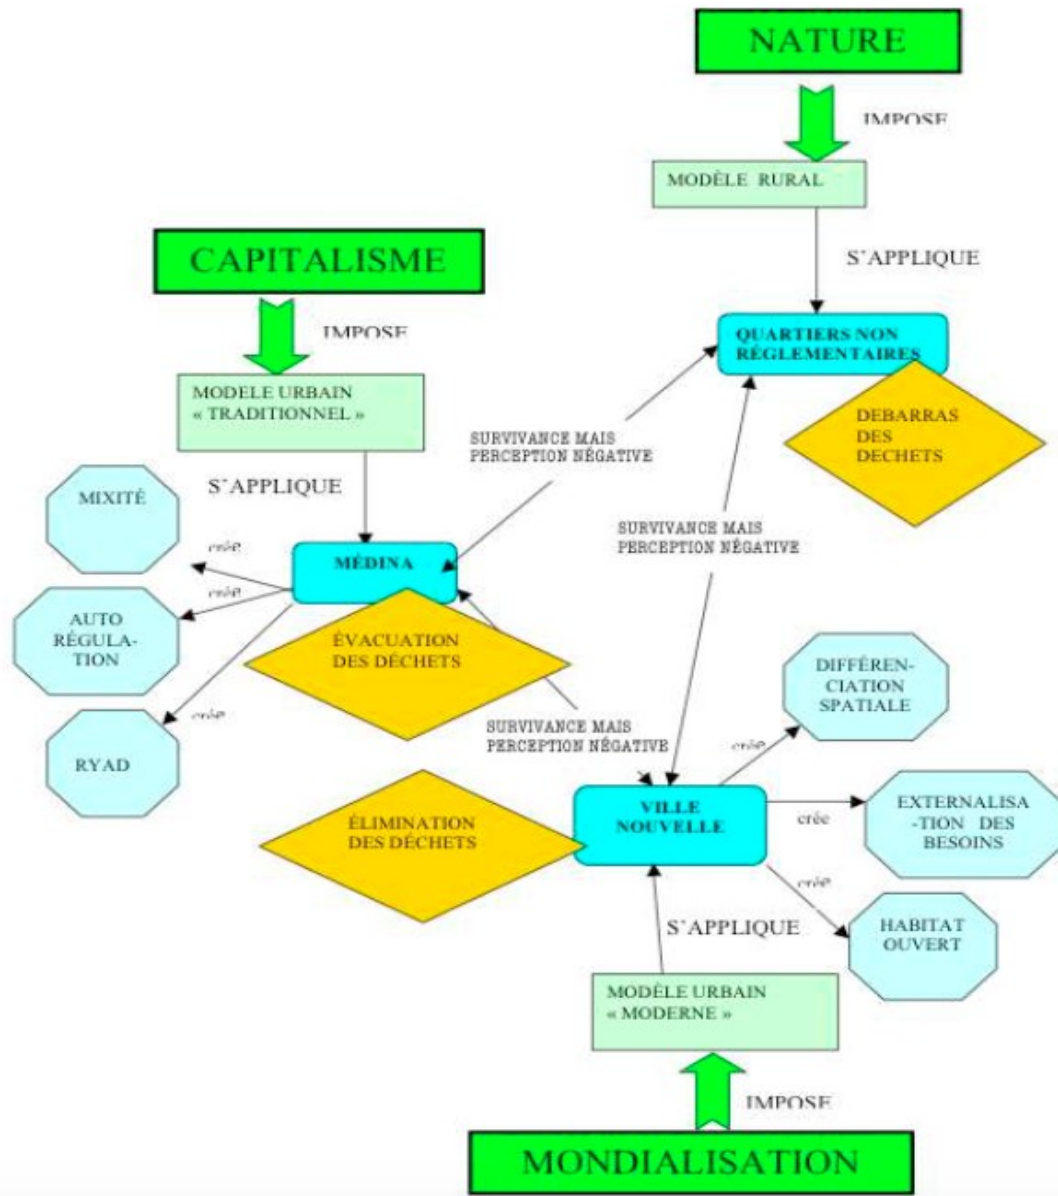 NATURE
IMPOSE
MODÈLE RURAL
S'APPLIQUE
QUARTIERS NON
RÉGLEMENTAIRES
DEBARRAS
DES
DECHETS
CAPITALISME
IMPOSE
MODELE URBAIN
« TRADITIONNEL »
S'APPLIQUE
SURVIVANCE MAIS
PERCEPTION NÉGATIVE
SURVIVANCE MAIS
PERCEPTION NÉGATIVE
MIXITÉ
crée
MÉDINA
crée
AUTO
RÉGULA-
TION
crée
RYAD
ÉVACUATION
DES DÉCHETS
SURVIVANCE MAIS
PERCEPTION NÉGATIVE
DIFFÉREN-
CIATION
SPATIALE
crée
VILLE
NOUVELLE
ÉLIMINATION
DES DÉCHETS
crée
EXTERNALISA
-TION DES
BESOINS
crée
HABITAT
OUVERT
S'APPLIQUE
MODÈLE URBAIN
« MODERNE »
IMPOSE
MONDIALISATION